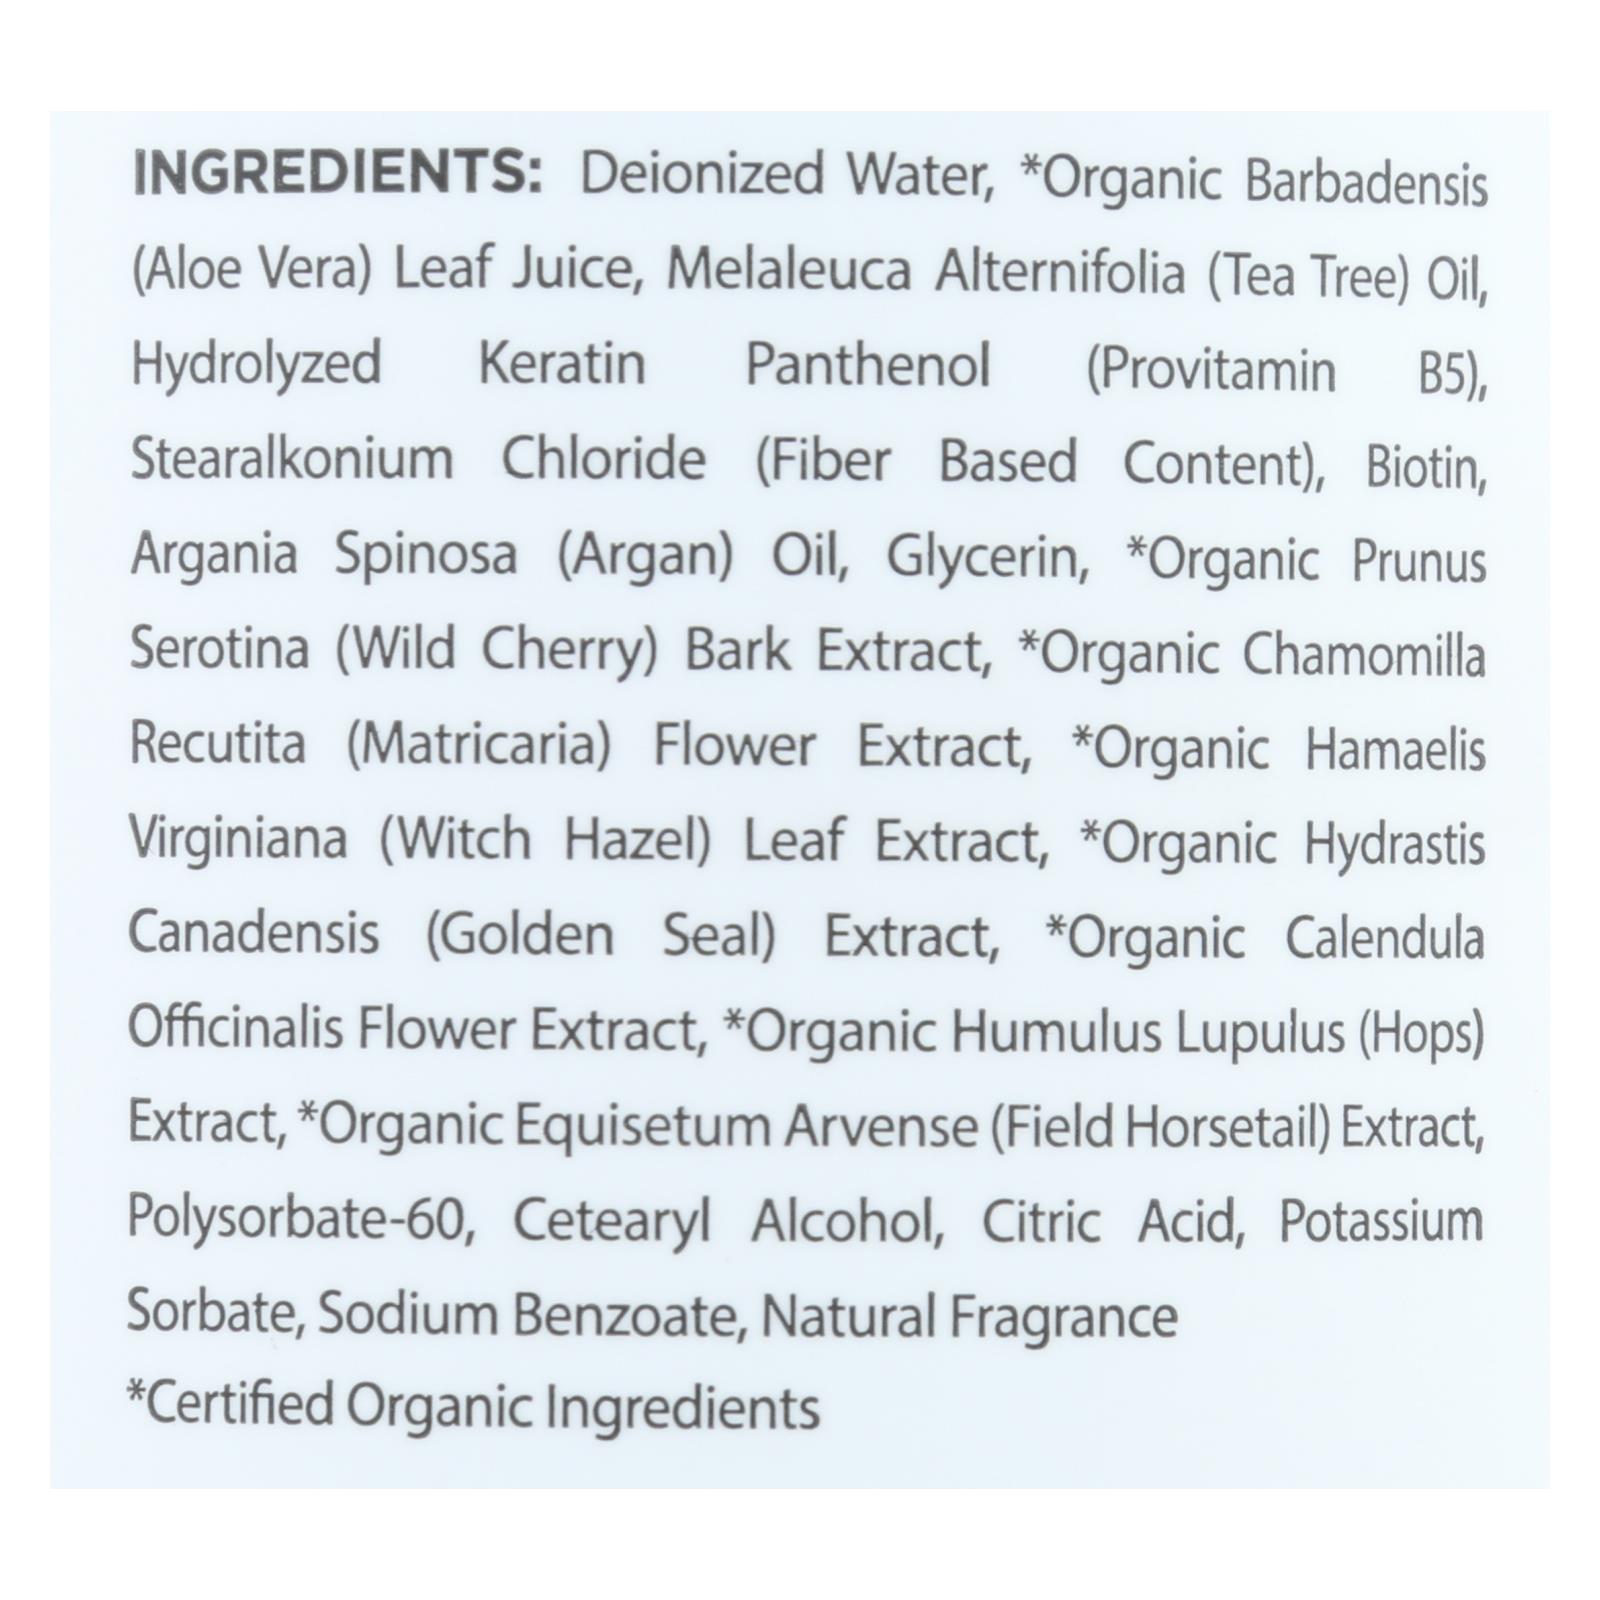 INGREDIENTS: Deionized Water, *Organic Barbadensis
(Aloe Vera) Leaf Juice, Melaleuca Alternifolia (Tea Tree) Oil,
Hydrolyzed Keratin Panthenol (Provitamin B5),
Stearalkonium Chloride (Fiber Based Content), Biotin,
Argania Spinosa (Argan) Oil, Glycerin, *Organic Prunus
Serotina (Wild Cherry) Bark Extract, *Organic Chamomilla
Recutita (Matricaria) Flower Extract, *Organic Hamaelis
Virginiana (Witch Hazel) Leaf Extract, *Organic Hydrastis
Canadensis (Golden Seal) Extract, *Organic Calendula
Officinalis Flower Extract, *Organic Humulus Lupulus (Hops)
Extract, *Organic Equisetum Arvense (Field Horsetail) Extract,
Polysorbate-60, Cetearyl Alcohol, Citric Acid, Potassium
Sorbate, Sodium Benzoate, Natural Fragrance
*Certified Organic Ingredients